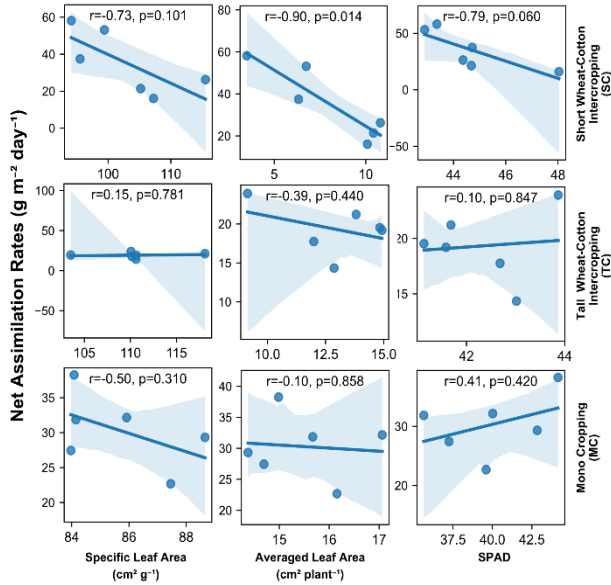 Net Assimilation Rates (g m⁻² day⁻¹)
r=-0.73, p=0.101
60
40
20
0
100
110
r=-0.90, p=0.014
80
60
40
20
5
10
r=-0.79, p=0.060
50
0
−50
44
46
48
Short Wheat-Cotton
Intercropping
(SC)
r=0.15, p=0.781
100
50
0
−50
105
110
115
r=-0.39, p=0.440
20
15
10
10.0
12.5
15.0
r=0.10, p=0.847
20
15
42
44
Tall Wheat-Cotton
Intercropping
(TC)
r=-0.50, p=0.310
35
30
25
20
84
86
88
Specific Leaf Area
(cm² g⁻¹)
r=-0.10, p=0.858
40
35
30
25
20
15
16
17
Averaged Leaf Area
(cm² plant⁻¹)
r=0.41, p=0.420
30
20
37.5
40.0
42.5
SPAD
Mono Cropping
(MC)